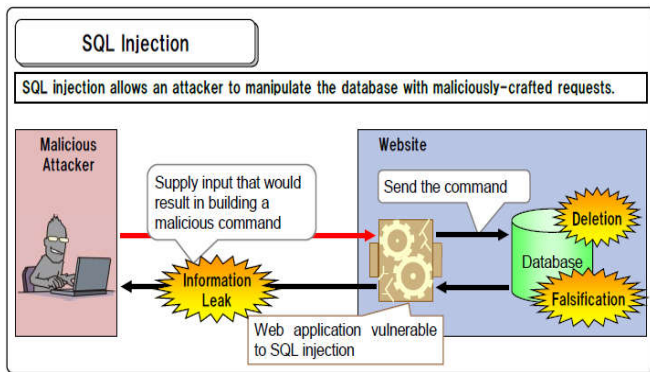 SQL Injection
SQL injection allows an attacker to manipulate the database with maliciously-crafted requests.
Malicious
Attacker
Website
Supply input that would
result in building a
malicious command
Send the command
Deletion
Database
Information
Leak
Falsification
Web application vulnerable
to SQL injection